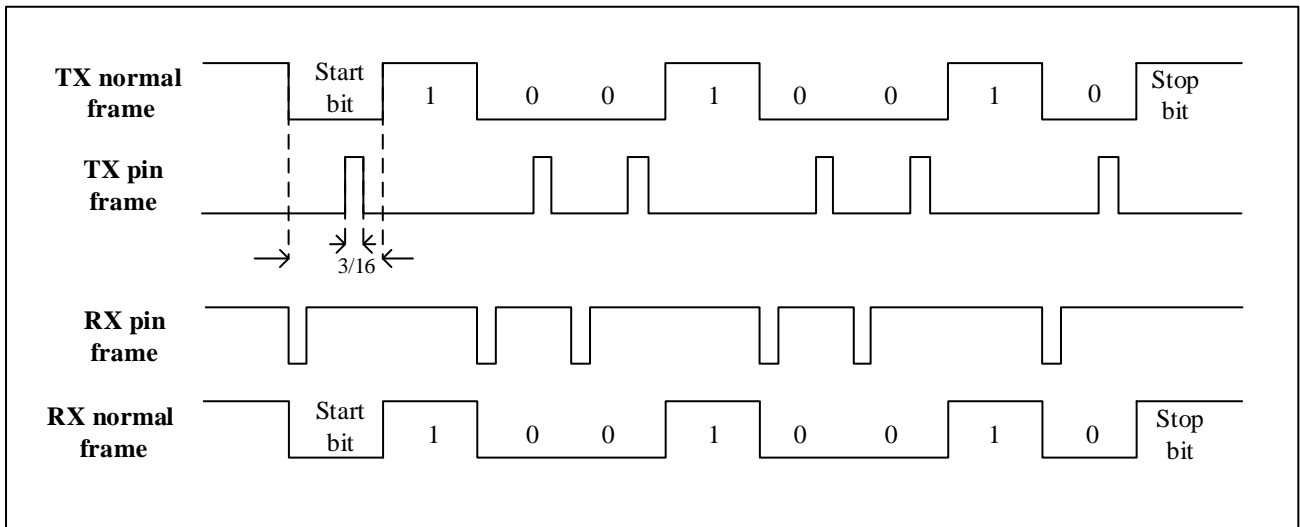 TX normal
frame
Start
bit
1 0 0 1 0 0 1 0
Stop
bit
TX pin
frame
3/16
RX pin
frame
RX normal
frame
Start
bit
1 0 0 1 0 0 1 0
Stop
bit